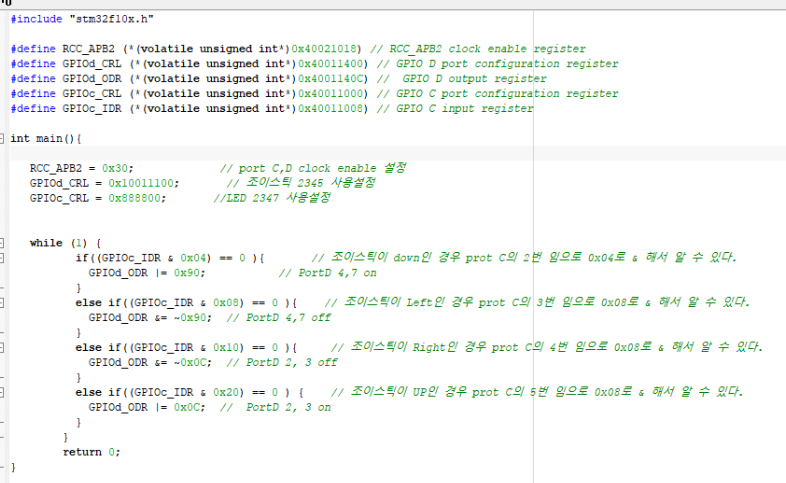 #include "stm32f10x.h"
#define RCC_APB2 (*(volatile unsigned int*)0x40021018) // RCC_APB2 clock enable register
#define GPIOd_CRL (*(volatile unsigned int*)0x40011400) // GPIO D port configuration register
#define GPIOd_ODR (*(volatile unsigned int*)0x4001140C) //  GPIO D output register
#define GPIOc_CRL (*(volatile unsigned int*)0x40011000) // GPIO C port configuration register
#define GPIOc_IDR (*(volatile unsigned int*)0x40011008) // GPIO C input register
int main(){
RCC_APB2 = 0x30; // port C,D clock enable 설정
GPIOd_CRL = 0x10011100; // 조이스틱 2345 사용설정
GPIOc_CRL = 0x888800; //LED 2347 사용설정
while (1) {
if((GPIOc_IDR & 0x04) == 0 ){ // 조이스틱이 down인 경우 prot C의 2번 임으로 0x04로 & 해서 알 수 있다.
GPIOd_ODR |= 0x90; // PortD 4,7 on
}
else if((GPIOc_IDR & 0x08) == 0 ){ // 조이스틱이 Left인 경우 prot C의 3번 임으로 0x08로 & 해서 알 수 있다.
GPIOd_ODR &= ~0x90; // PortD 4,7 off
}
else if((GPIOc_IDR & 0x10) == 0 ){ // 조이스틱이 Right인 경우 prot C의 4번 임으로 0x08로 & 해서 알 수 있다.
GPIOd_ODR &= ~0x0C; // PortD 2, 3 off
}
else if((GPIOc_IDR & 0x20) == 0 ) { // 조이스틱이 UP인 경우 prot C의 5번 임으로 0x08로 & 해서 알 수 있다.
GPIOd_ODR |= 0x0C; //  PortD 2, 3 on
}
}
return 0;
}